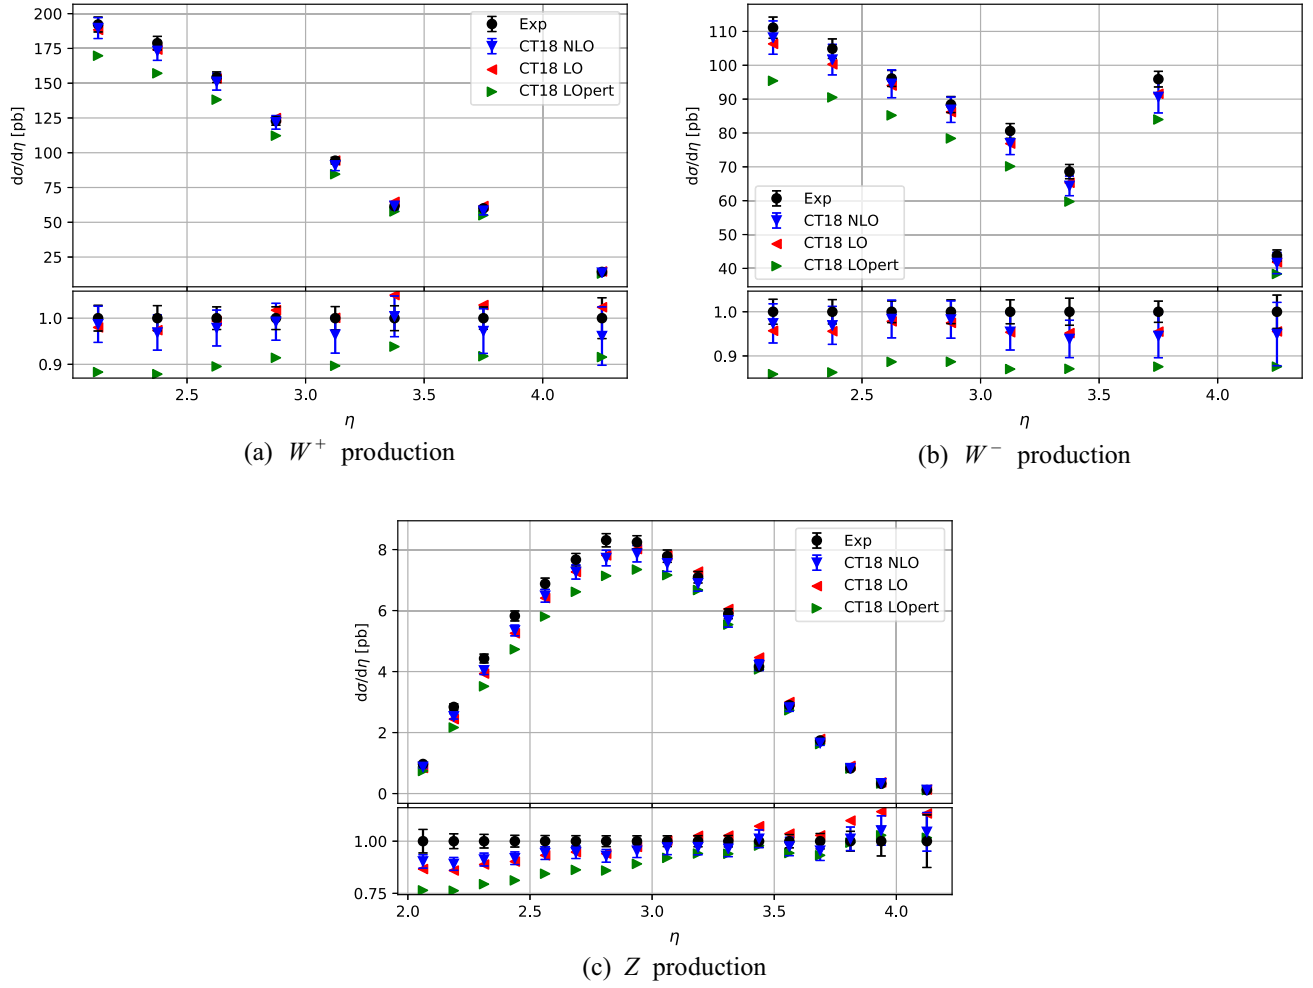 200
175
150
125
100
75
50
25
dσ/dη [pb]
Exp
CT18 NLO
CT18 LO
CT18 LOpert
1.0
0.9
2.5 3.0 3.5 4.0
η
(a) W+ production
110
100
90
80
70
60
50
40
dσ/dη [pb]
Exp
CT18 NLO
CT18 LO
CT18 LOpert
1.0
0.9
2.5 3.0 3.5 4.0
η
(b) W− production
8
6
4
2
0
dσ/dη [pb]
Exp
CT18 NLO
CT18 LO
CT18 LOpert
1.00
0.75
2.0 2.5 3.0 3.5 4.0
η
(c) Z production